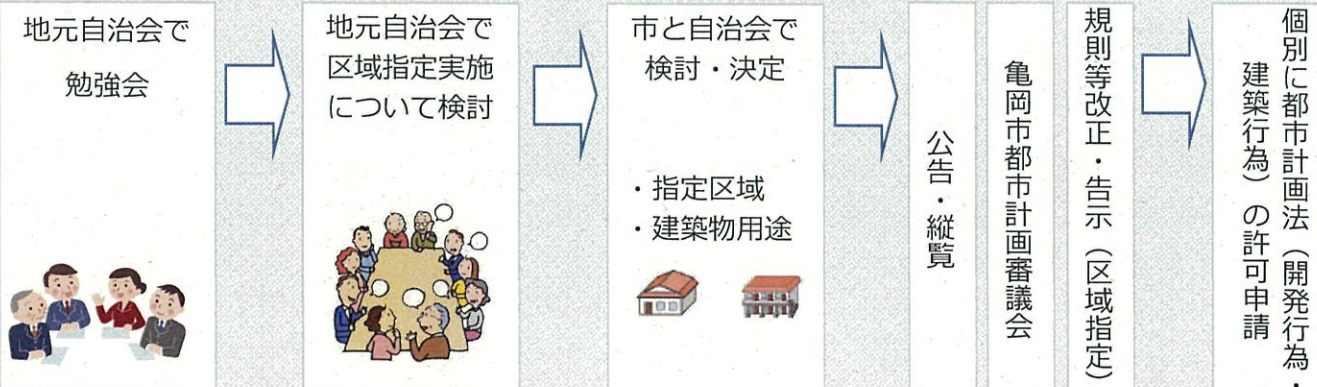 地元自治会で
勉強会
地元自治会で
区域指定実施
について検討
市と自治会で
検討・決定
・指定区域
・建築物用途
公告・縦覧
亀岡市都市計画審議会
規則等改正・告示（区域指定）
個別に都市計画法（開発行為・
建築行為）の許可申請